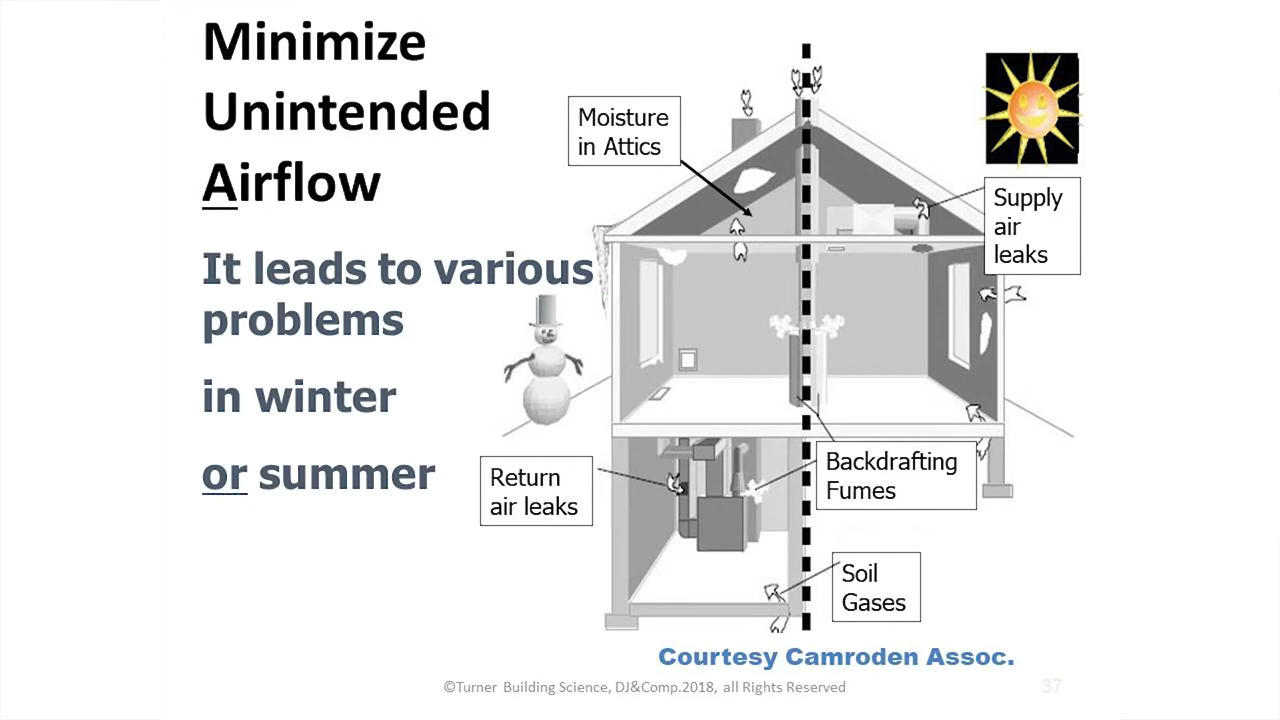 Minimize
Unintended
Airflow
It leads to various
problems
in winter
or summer
Moisture
in Attics
Supply
air
leaks
Return
air leaks
Backdrafting
Fumes
Soil
Gases
Courtesy Camroden Assoc.
©Turner Building Science, DJ&Comp.2018, all Rights Reserved
37